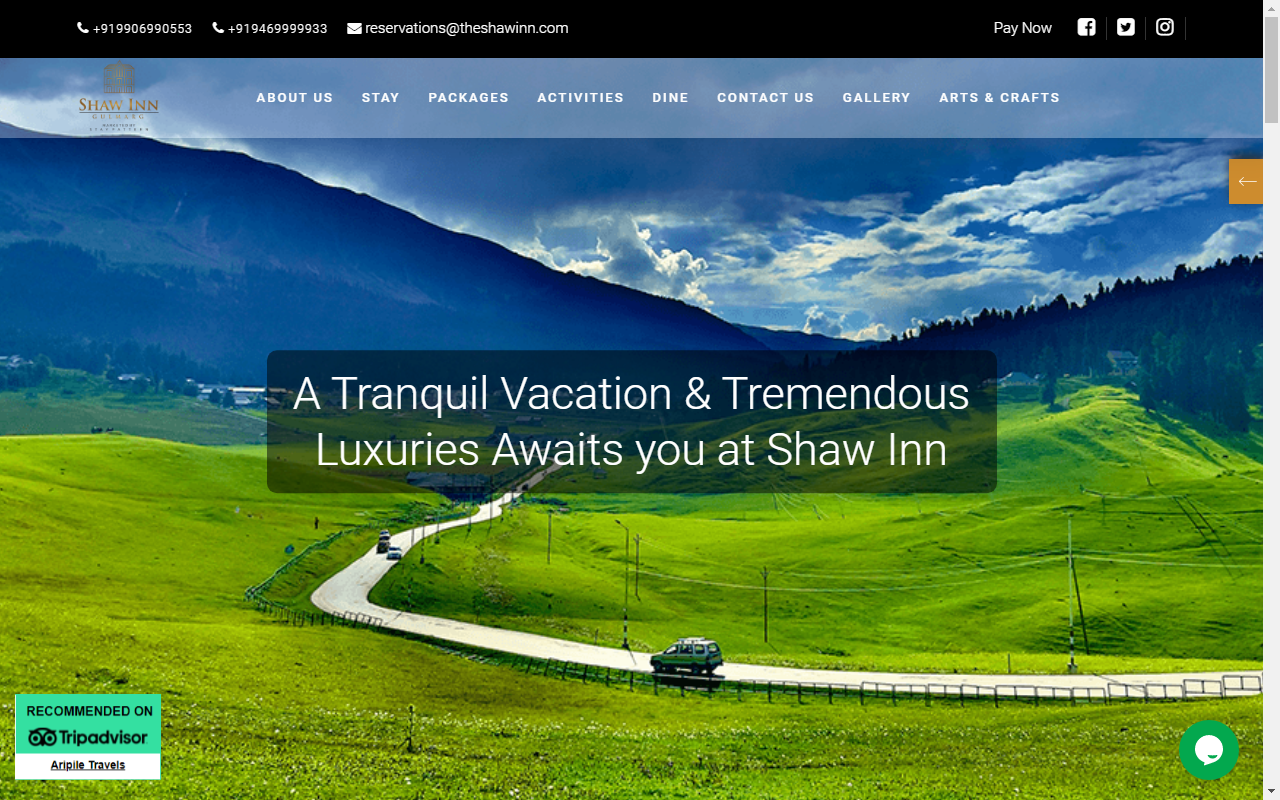 +919906990553
+919469999933
reservations@theshawinn.com
Pay Now
SHAW INN
GULMARG
ABOUT US
STAY
PACKAGES
ACTIVITIES
DINE
CONTACT US
GALLERY
ARTS & CRAFTS
A Tranquil Vacation & Tremendous
Luxuries Awaits you at Shaw Inn
RECOMMENDED ON
Tripadvisor
Aripile Travels